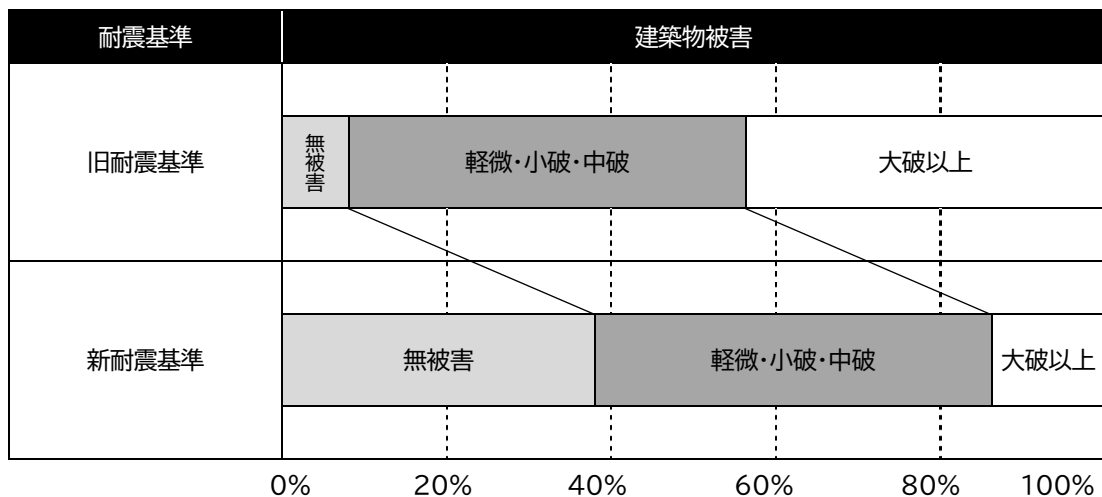 耐震基準
建築物被害
旧耐震基準
無被害
軽微･小破･中破
大破以上
新耐震基準
無被害
軽微･小破･中破
大破以上
0%
20%
40%
60%
80%
100%